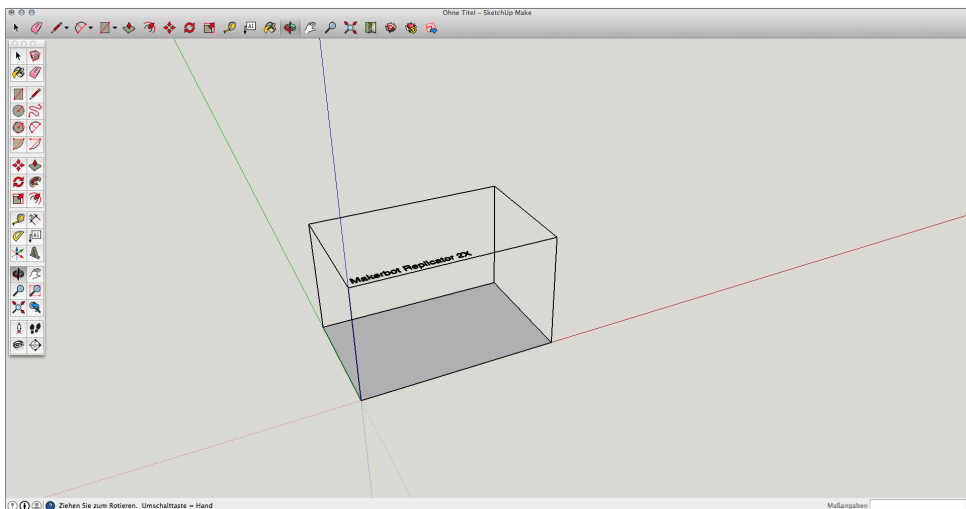 Ohne Titel – SketchUp Make
Makerbot Replicator 2X
Ziehen Sie zum Rotieren. Umschalttaste = Hand
Maßangaben